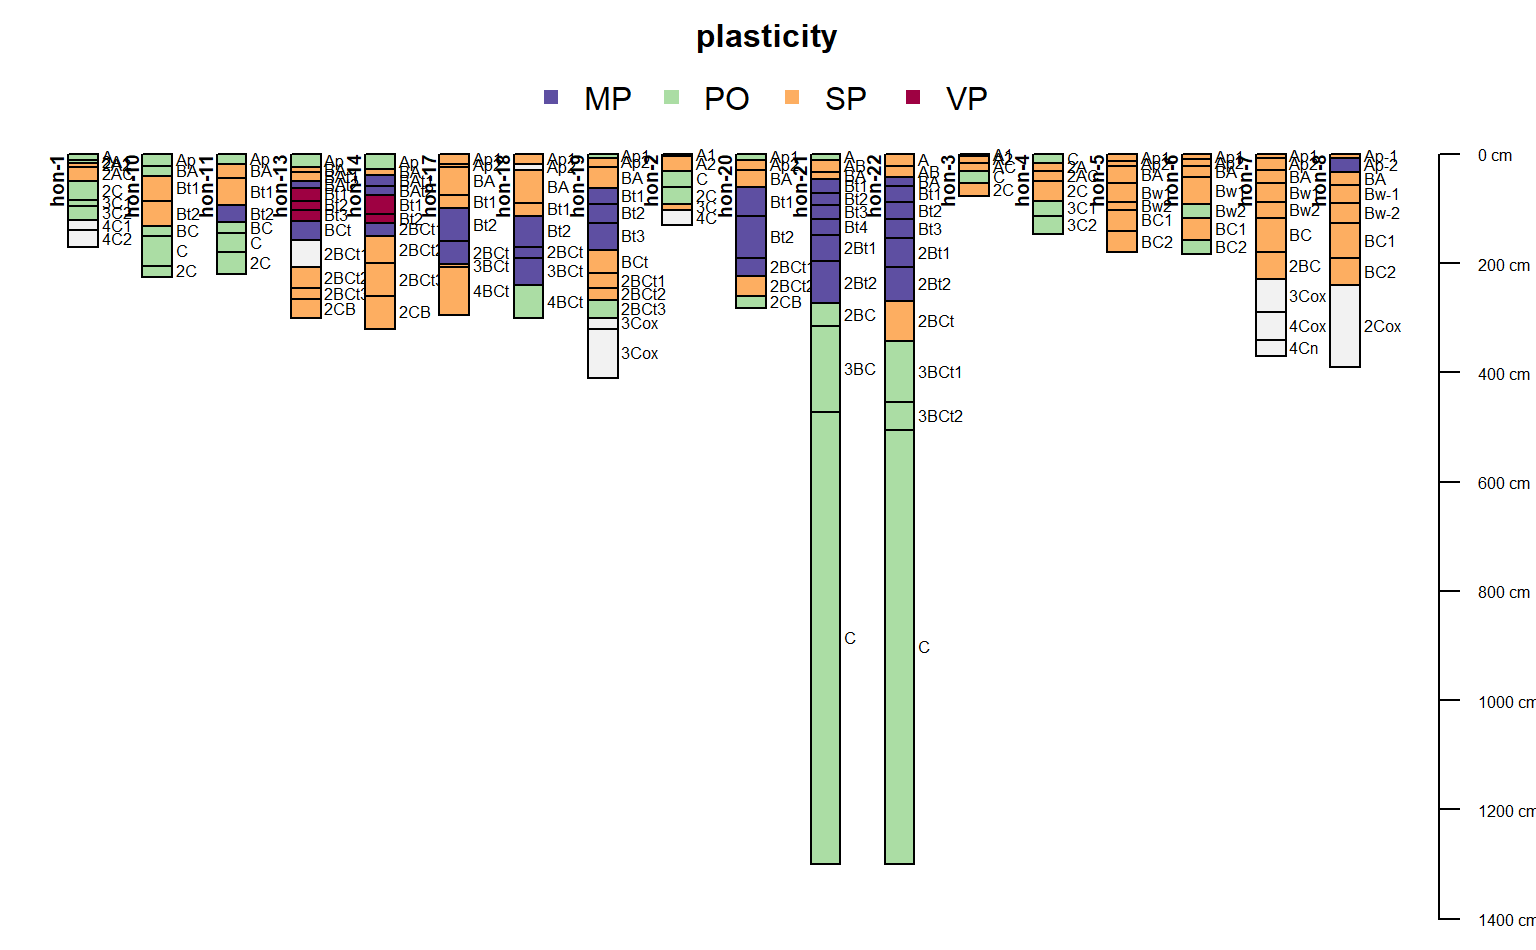 plasticity
MP PO SP VP
hon-1
2AC
2C
3C1
3C2
4C1
4C2
hon-10
Ap
BA
Bt1
Bt2
BC
C
2C
hon-11
Ap
BA
Bt1
Bt2
BC
C
2C
hon-13
Ap
BA
Bt1
Bt2
Bt3
BCt
2BCt1
2BCt2
2BCt3
2CB
hon-14
Ap
BA
Bt1
Bt2
2BCt1
2BCt2
2BCt3
2CB
hon-17
Ap1
Ap2
BA
Bt1
Bt2
2BCt
3BCt
4BCt
hon-18
Ap1
Ap2
BA
Bt1
Bt2
2BCt
3BCt
4BCt
hon-19
Ap1
Ap2
BA
Bt1
Bt2
Bt3
BCt
2BCt1
2BCt2
2BCt3
3Cox
3Cox
hon-2
A1
A2
C
2C
3C
4C
hon-20
Ap1
Ap2
BA
Bt1
Bt2
2BCt1
2BCt2
2CB
hon-21
A
AB
BA
Bt1
Bt2
Bt3
Bt4
2Bt1
2Bt2
2BC
3BC
C
hon-22
A
AB
BA
Bt1
Bt2
Bt3
2Bt1
2Bt2
2BCt
3BCt1
3BCt2
C
hon-3
A1
A2
AC
C
2C
hon-4
C
2A
2AC
2C
3C1
3C2
hon-5
Ap1
Ap2
BA
Bw1
Bw2
BC1
BC2
hon-6
Ap1
Ap2
BA
Bw1
Bw2
BC1
BC2
hon-7
Ap1
Ap2
BA
Bw1
Bw2
BC
2BC
3Cox
4Cox
4Cn
hon-8
Ap-1
Ap-2
BA
Bw-1
Bw-2
BC1
BC2
2Cox
0 cm
200 cm
400 cm
600 cm
800 cm
1000 cm
1200 cm
1400 cm